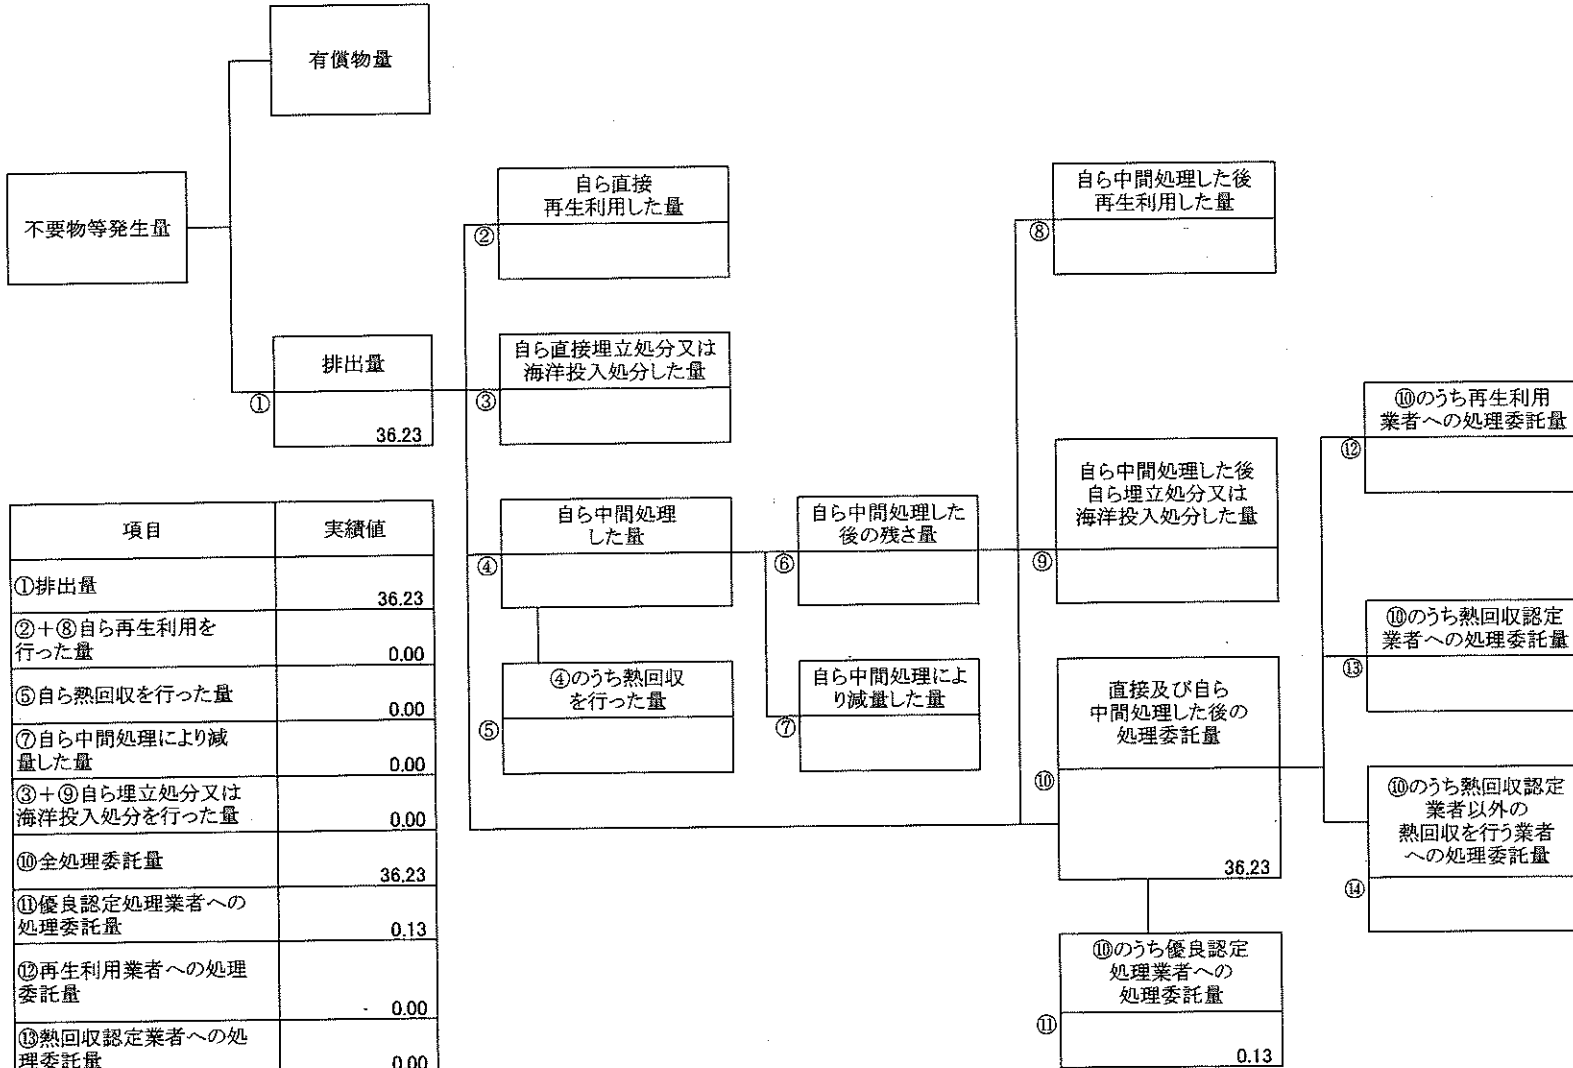 有償物量
不要物等発生量
排出量
①
36.23
自ら直接
再生利用した量
②
自ら直接埋立処分又は
海洋投入処分した量
③
自ら中間処理
した量
④
④のうち熱回収
を行った量
⑤
自ら中間処理した
後の残さ量
⑥
自ら中間処理によ
り減量した量
⑦
自ら中間処理した後
再生利用した量
⑧
自ら中間処理した後
自ら埋立処分又は
海洋投入処分した量
⑨
直接及び自ら
中間処理した後の
処理委託量
⑩
36.23
⑩のうち優良認定
処理業者への
処理委託量
⑪
0.13
⑩のうち再生利用
業者への処理委託量
⑫
⑩のうち熱回収認定
業者への処理委託量
⑬
⑩のうち熱回収認定
業者以外の
熱回収を行う業者
への処理委託量
⑭
項目 実績値
①排出量 36.23
②+⑧自ら再生利用を
行った量 0.00
⑤自ら熱回収を行った量 0.00
⑦自ら中間処理により減
量した量 0.00
③+⑨自ら埋立処分又は
海洋投入処分を行った量 0.00
⑩全処理委託量 36.23
⑪優良認定処理業者への
処理委託量 0.13
⑫再生利用業者への処理
委託量 0.00
⑬熱回収認定業者への処
理委託量 0.00